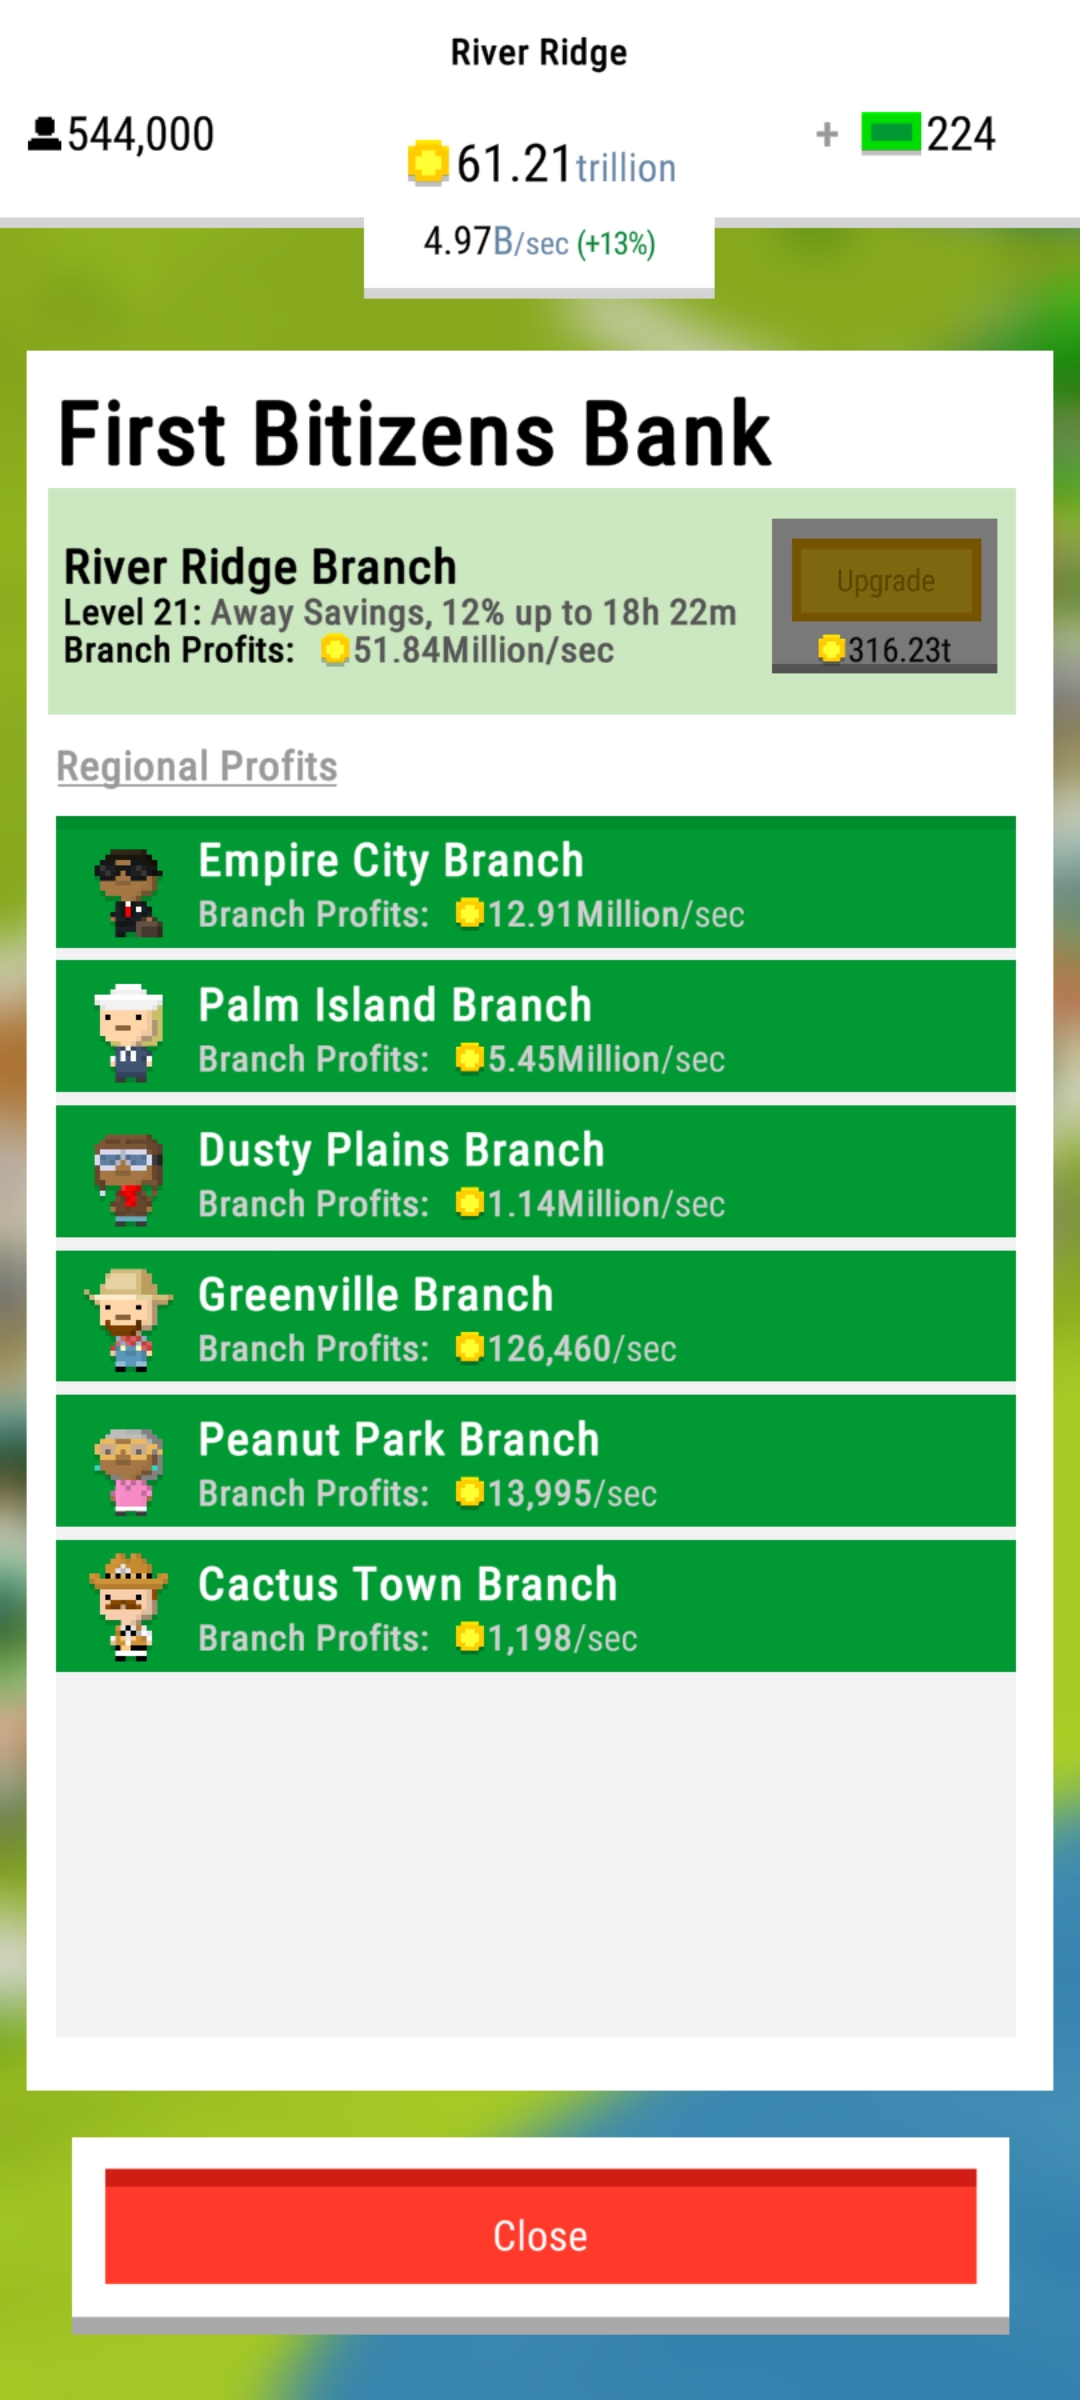 River Ridge
544,000
61.21trillion
+ 224
4.97B/sec (+13%)
First Bitizens Bank
River Ridge Branch
Level 21: Away Savings, 12% up to 18h 22m
Branch Profits: 51.84Million/sec
Upgrade
316.23t
Regional Profits
Empire City Branch
Branch Profits: 12.91Million/sec
Palm Island Branch
Branch Profits: 5.45Million/sec
Dusty Plains Branch
Branch Profits: 1.14Million/sec
Greenville Branch
Branch Profits: 126,460/sec
Peanut Park Branch
Branch Profits: 13,995/sec
Cactus Town Branch
Branch Profits: 1,198/sec
Close